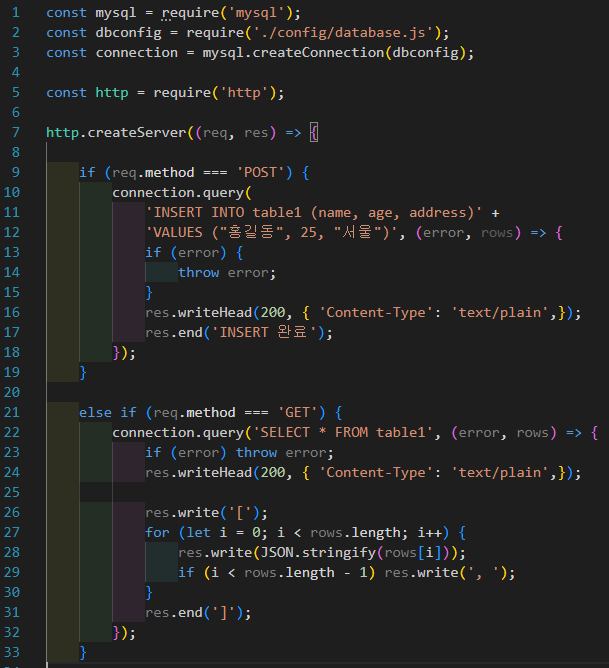 1 const mysql = require('mysql');
2 const dbconfig = require('./config/database.js');
3 const connection = mysql.createConnection(dbconfig);
4
5 const http = require('http');
6
7 http.createServer((req, res) => {
8
9     if (req.method === 'POST') {
10         connection.query(
11             'INSERT INTO table1 (name, age, address)' +
12             'VALUES ("홍길동", 25, "서울")', (error, rows) => {
13             if (error) {
14                 throw error;
15             }
16             res.writeHead(200, { 'Content-Type': 'text/plain',});
17             res.end('INSERT 완료');
18         });
19     }
20
21     else if (req.method === 'GET') {
22         connection.query('SELECT * FROM table1', (error, rows) => {
23             if (error) throw error;
24             res.writeHead(200, { 'Content-Type': 'text/plain',});
25
26             res.write('[');
27             for (let i = 0; i < rows.length; i++) {
28                 res.write(JSON.stringify(rows[i]));
29                 if (i < rows.length - 1) res.write(', ');
30             }
31             res.end(']');
32         });
33     }